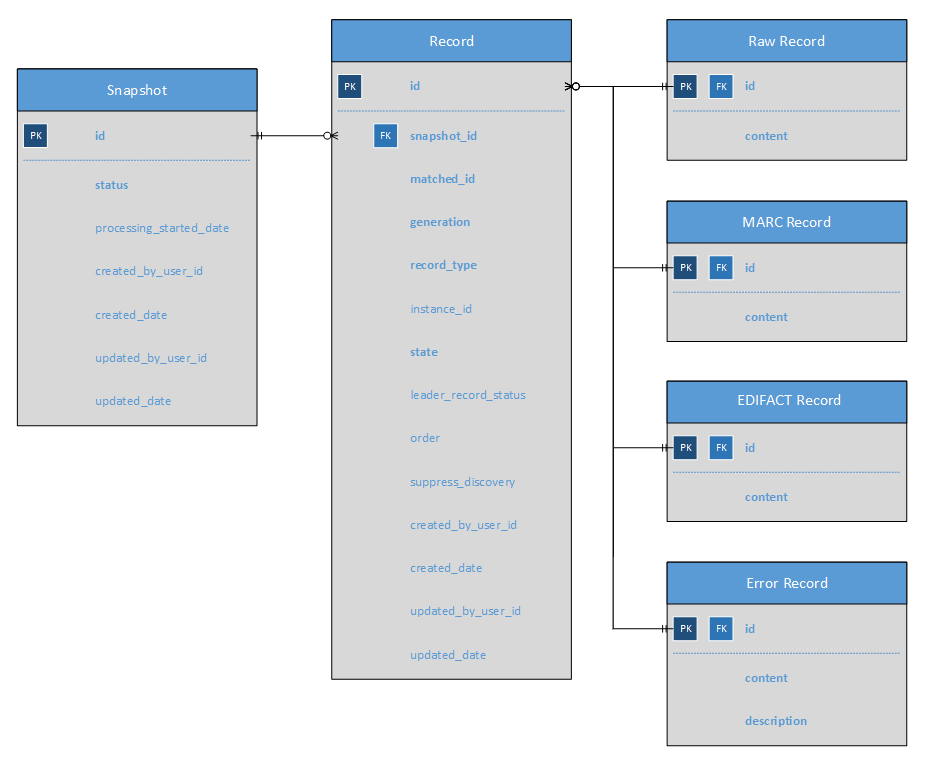 Snapshot
PK id
status
processing_started_date
created_by_user_id
created_date
updated_by_user_id
updated_date
Record
PK id
FK snapshot_id
matched_id
generation
record_type
instance_id
state
leader_record_status
order
suppress_discovery
created_by_user_id
created_date
updated_by_user_id
updated_date
Raw Record
PK FK id
content
MARC Record
PK FK id
content
EDIFACT Record
PK FK id
content
Error Record
PK FK id
content
description